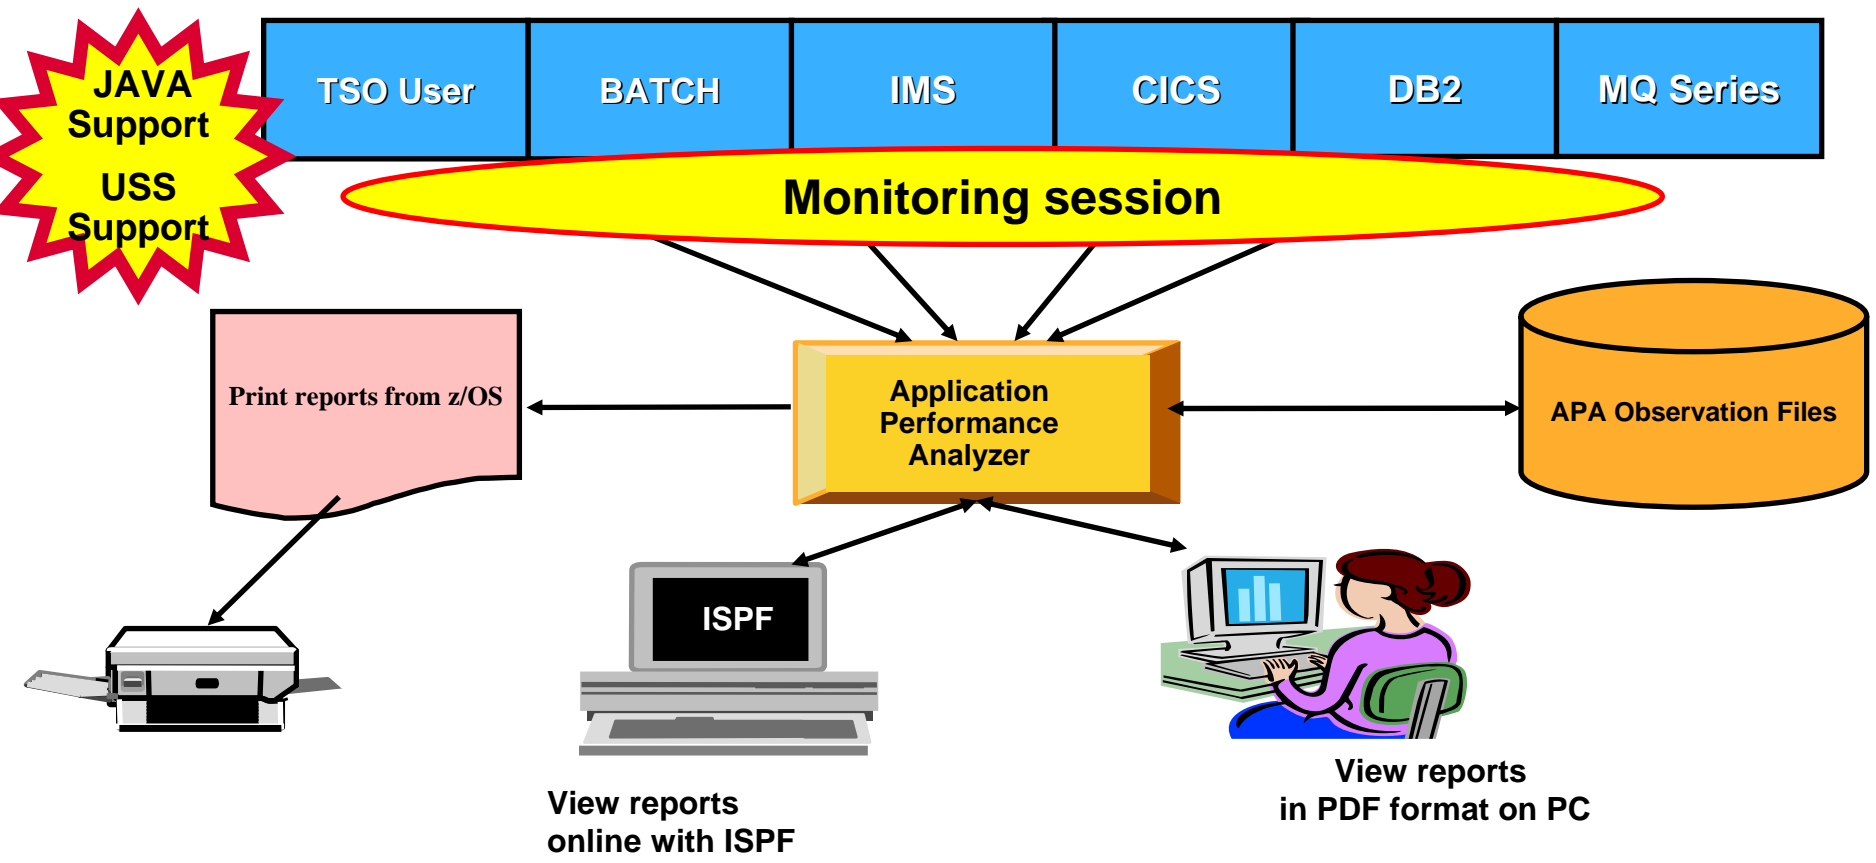 JAVA
Support
USS
Support
TSO User
BATCH
IMS
CICS
DB2
MQ Series
Monitoring session
Print reports from z/OS
Application
Performance
Analyzer
APA Observation Files
ISPF
View reports
online with ISPF
View reports
in PDF format on PC